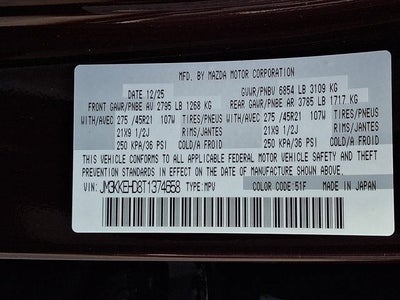 MFD. BY MAZDA MOTOR CORPORATION
DATE 12/25 GVWR/PNBV 6854 LB 3109 KG
FRONT GAWR/PNBE AV 2795 LB 1268 KG REAR GAWR/PNBE AR 3785 LB 1717 KG
WITH/AVEC 275 /45R21 107W TIRES/PNEUS WITH/AVEC 275 /45R21 107W TIRES/PNEUS
21X9 1/2J RIMS/JANTES 21X9 1/2J RIMS/JANTES
250 KPA/36 PSI COLD/A FROID 250 KPA/36 PSI COLD/A FROID
THIS VEHICLE CONFORMS TO ALL APPLICABLE FEDERAL MOTOR VEHICLE SAFETY AND THEFT
PREVENTION STANDARDS IN EFFECT ON THE DATE OF MANUFACTURE SHOWN ABOVE.
VIN: JM3KKEHD8T1374658 TYPE: MPV COLOR CODE: 51F MADE IN JAPAN